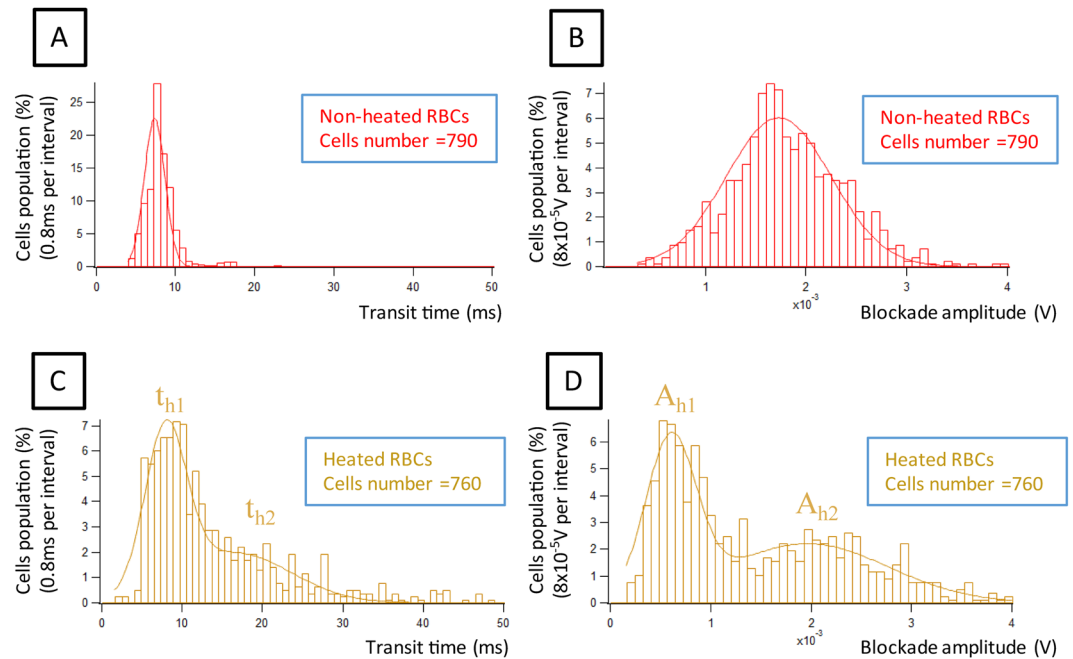 A
Cells population (%)
(0.8ms per interval)
25
20
15
10
5
0
Non-heated RBCs
Cells number =790
0
10
20
30
40
50
Transit time (ms)
B
Cells population (%)
(8x10⁻⁵V per interval)
7
6
5
4
3
2
1
0
Non-heated RBCs
Cells number =790
1
2
3
4
x10⁻³
Blockade amplitude (V)
C
Cells population (%)
(0.8ms per interval)
7
6
5
4
3
2
1
0
t_h1
t_h2
Heated RBCs
Cells number =760
0
10
20
30
40
50
Transit time (ms)
D
Cells population (%)
(8x10⁻⁵V per interval)
6
5
4
3
2
1
0
A_h1
A_h2
Heated RBCs
Cells number =760
0
1
2
3
4
x10⁻³
Blockade amplitude (V)